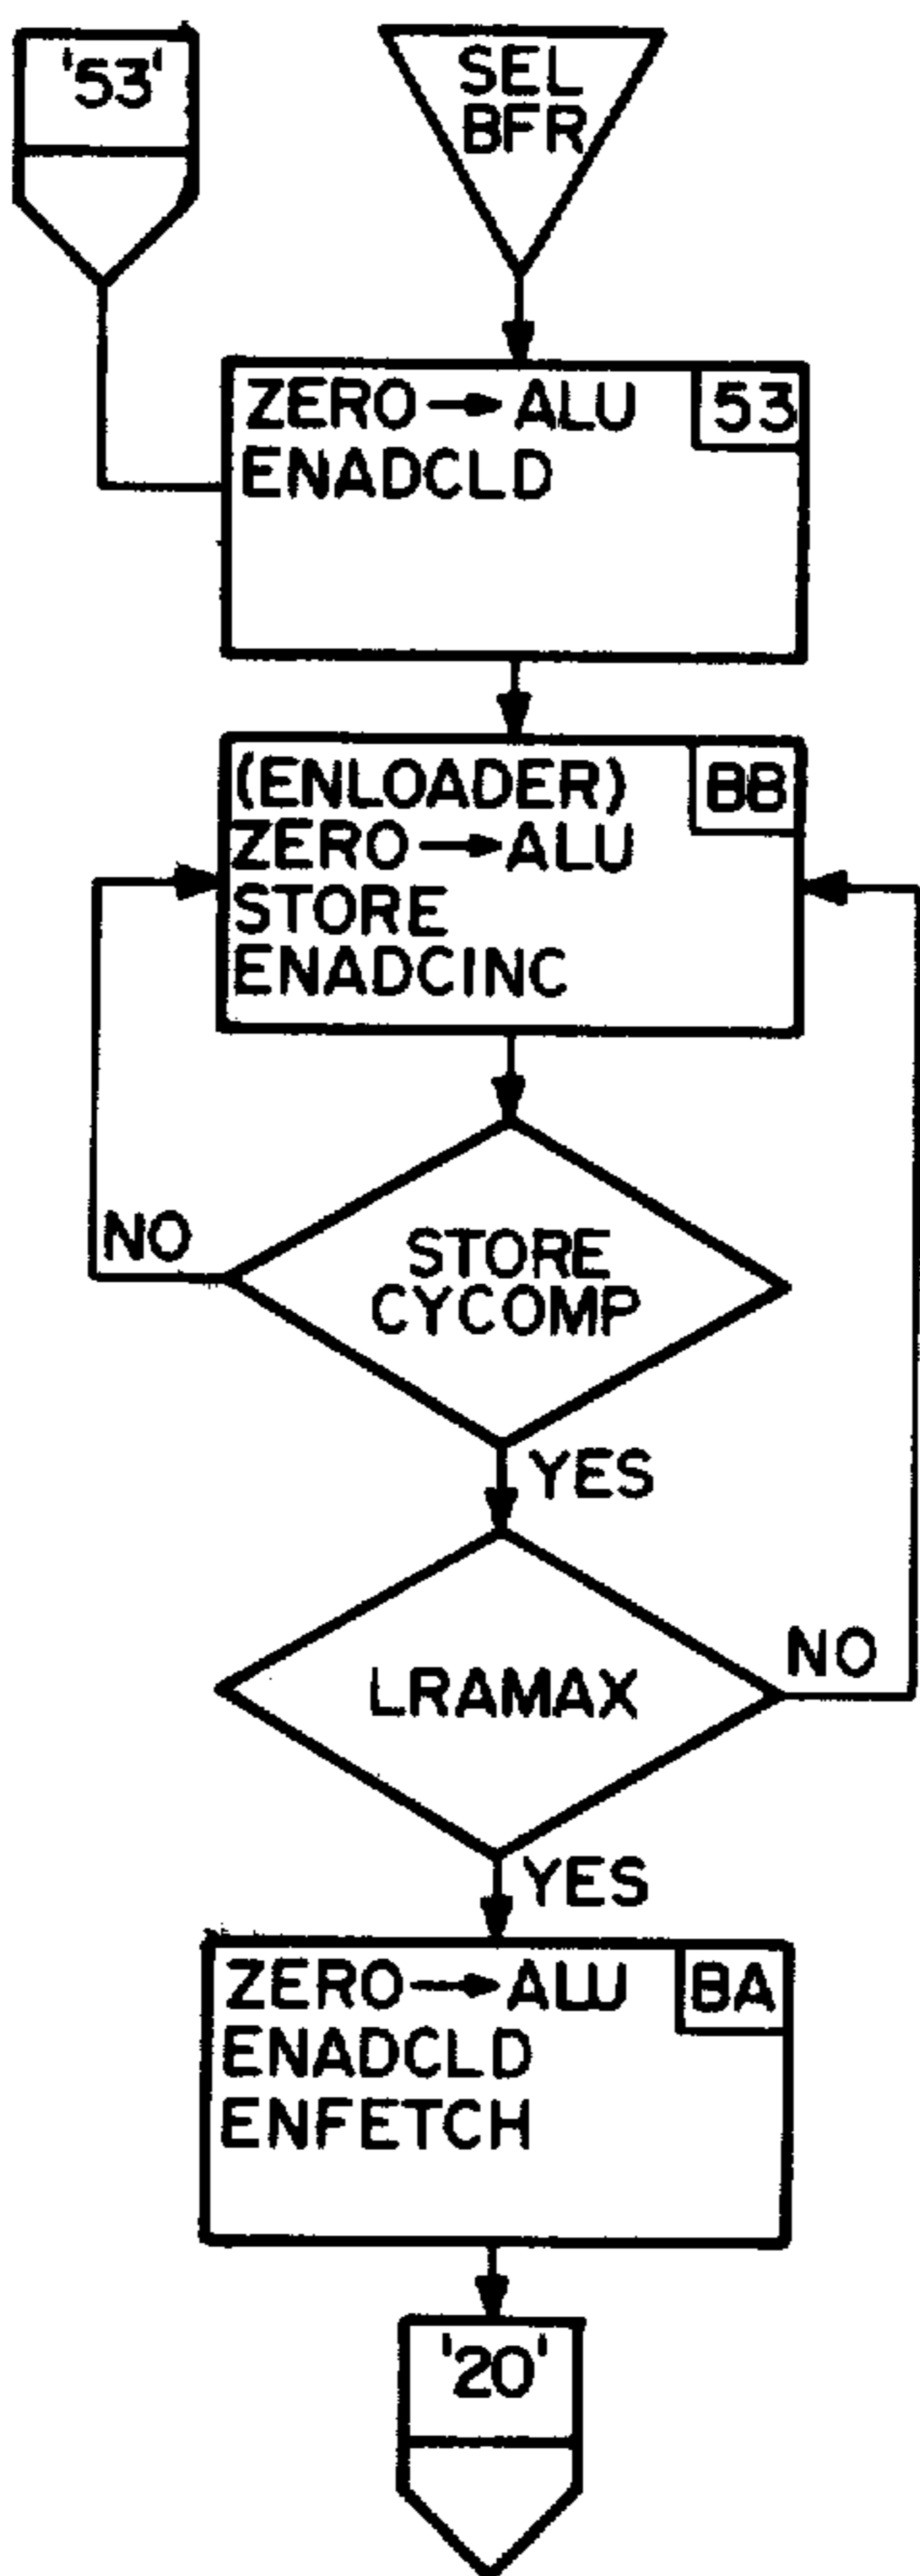 '53'
SEL
BFR
ZERO → ALU
53
ENADCLD
(ENLOADER)
BB
ZERO → ALU
STORE
ENADCINC
NO
STORE
CYCOMP
YES
LRAMAX
NO
YES
ZERO → ALU
BA
ENADCLD
ENFETCH
'20'